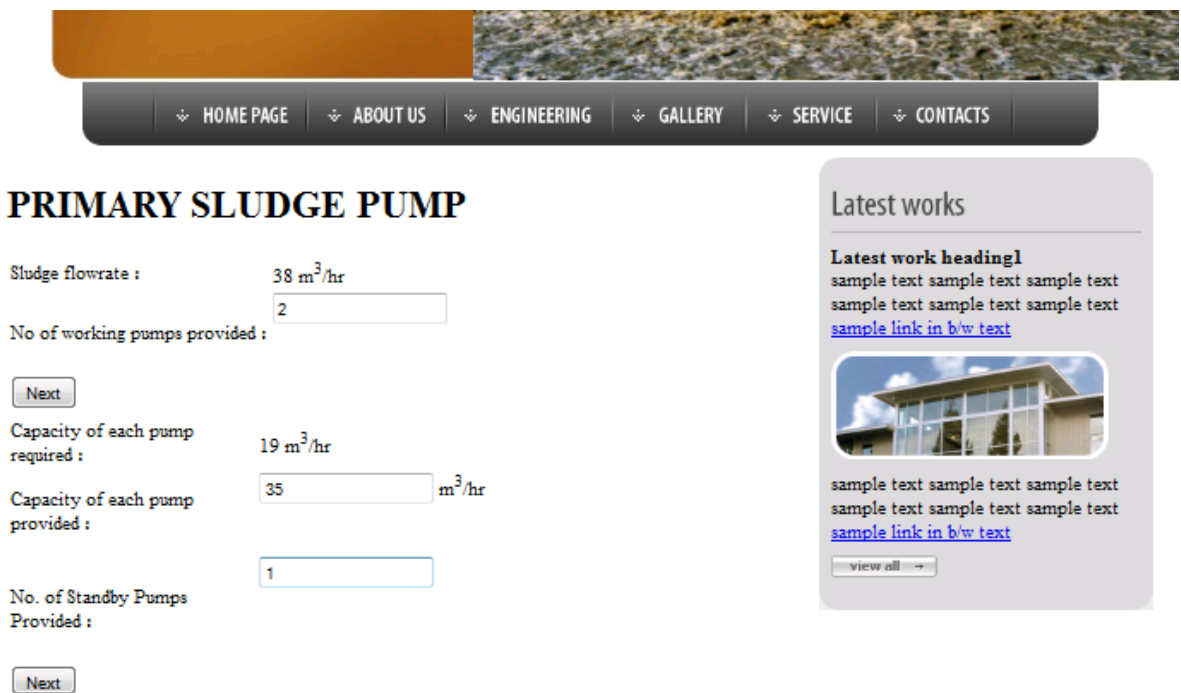 HOME PAGE ABOUT US ENGINEERING GALLERY SERVICE CONTACTS
PRIMARY SLUDGE PUMP
Sludge flowrate : 38 m³/hr
2
No of working pumps provided :
Next
Capacity of each pump
required : 19 m³/hr
35 m³/hr
Capacity of each pump
provided :
1
No. of Standby Pumps
Provided :
Next
Latest works
Latest work heading1
sample text sample text sample text
sample text sample text sample text
sample link in b/w text
sample text sample text sample text
sample text sample text sample text
sample link in b/w text
view all →